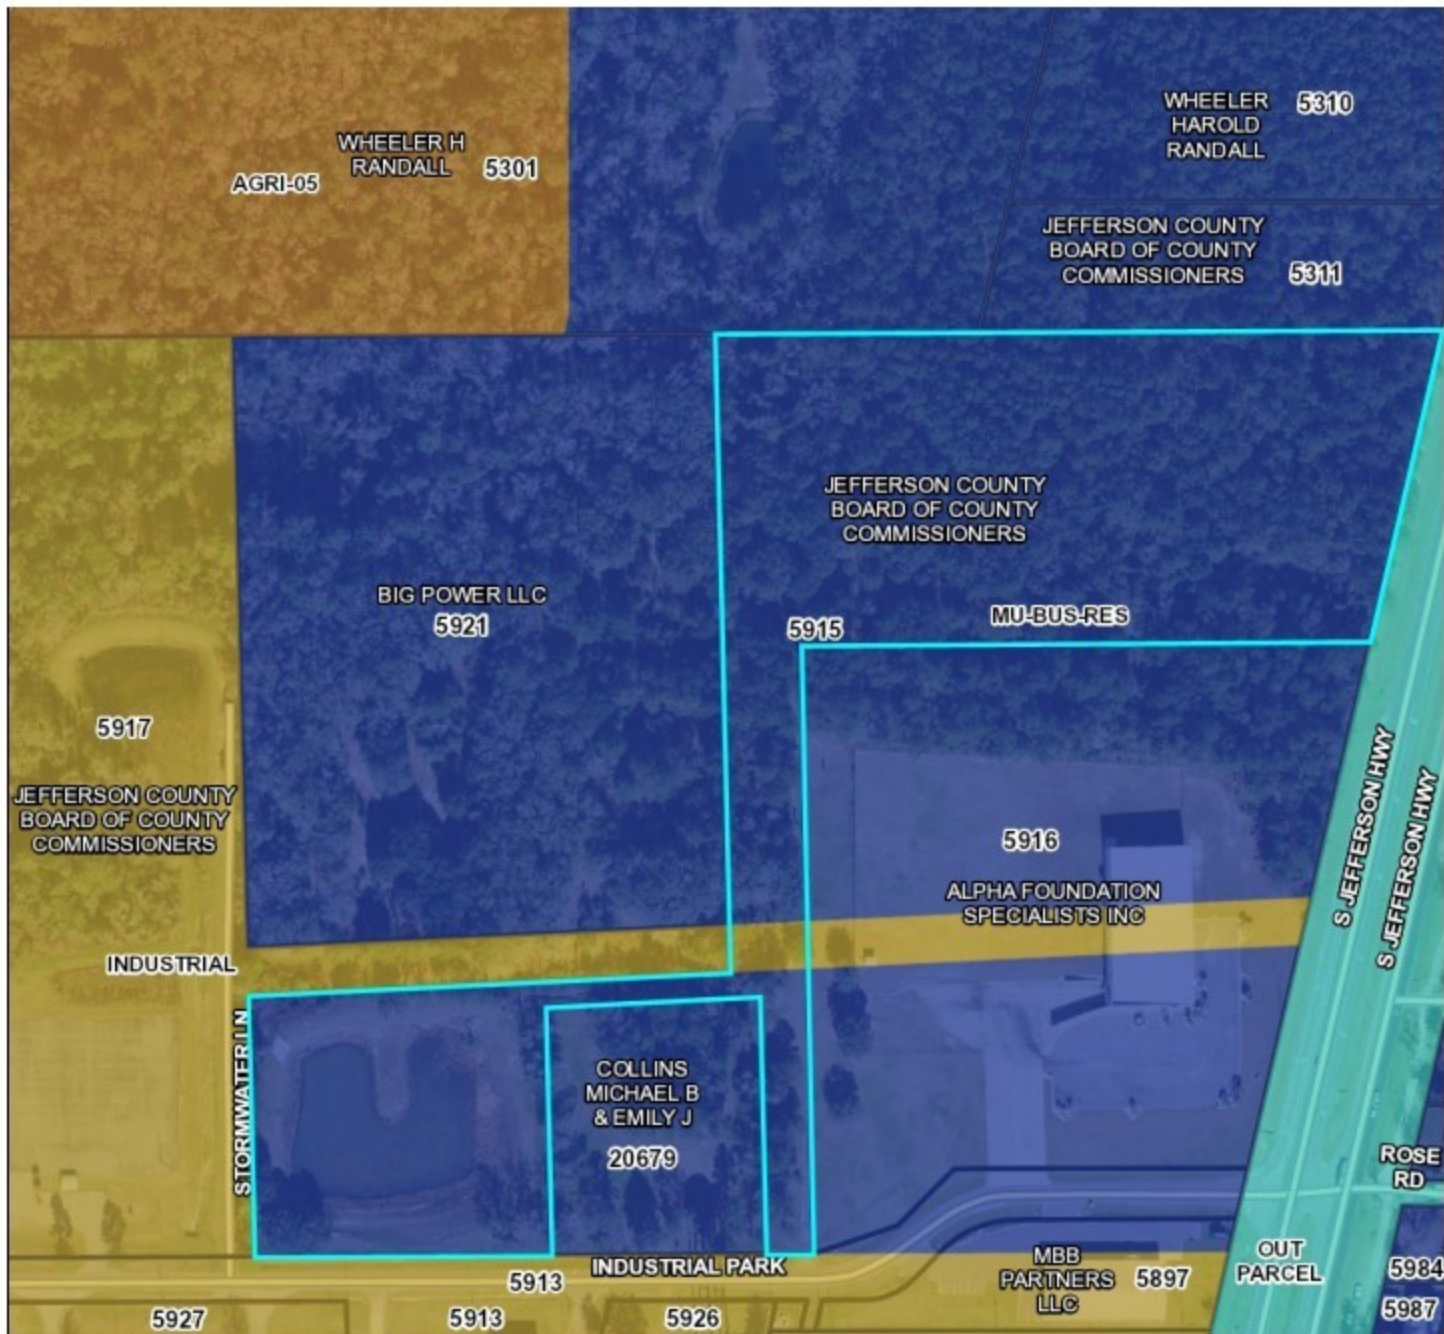 WHEELER H
RANDALL
5301
AGRI-05
WHEELER
HAROLD
RANDALL
5310
JEFFERSON COUNTY
BOARD OF COUNTY
COMMISSIONERS
5311
JEFFERSON COUNTY
BOARD OF COUNTY
COMMISSIONERS
BIG POWER LLC
5921
5915
MU-BUS-RES
5917
JEFFERSON COUNTY
BOARD OF COUNTY
COMMISSIONERS
5916
ALPHA FOUNDATION
SPECIALISTS INC
S JEFFERSON HWY
S JEFFERSON HWY
INDUSTRIAL
STORMWATER LN
COLLINS
MICHAEL B
& EMILY J
20679
ROSE
RD
INDUSTRIAL PARK
5913
MBB
PARTNERS
LLC
5897
OUT
PARCEL
5984
5927
5913
5926
5987